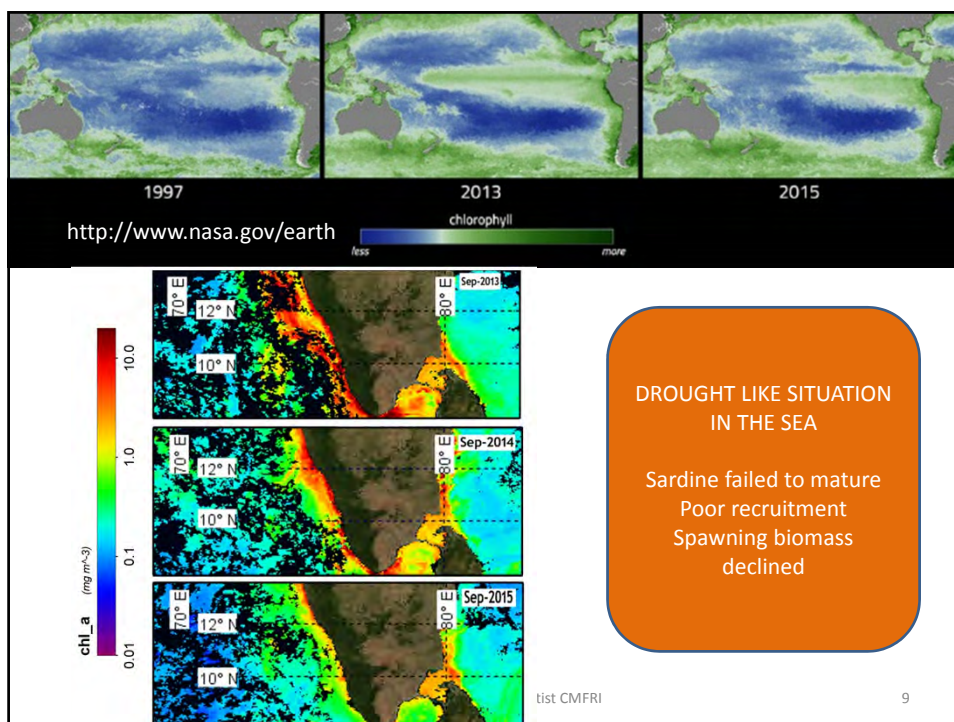 1997 2013 2015
http://www.nasa.gov/earth
chlorophyll
less more
Sep-2013
70° E 80° E
12° N
10° N
Sep-2014
70° E 80° E
12° N
10° N
Sep-2015
70° E 80° E
12° N
10° N
10.0
1.0
0.1
0.01
chl_a (mg m^-3)
DROUGHT LIKE SITUATION
IN THE SEA
Sardine failed to mature
Poor recruitment
Spawning biomass
declined
tist CMFRI 9